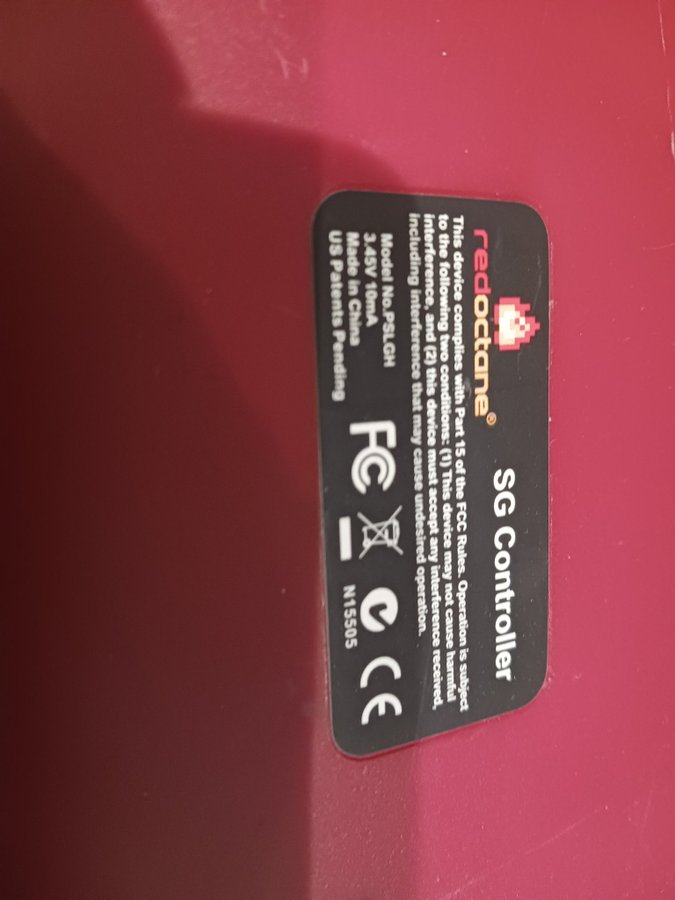 redoctane®
SG Controller
This device complies with Part 15 of the FCC Rules. Operation is subject
to the following two conditions: (1) This device may not cause harmful
interference, and (2) this device must accept any interference received,
including interference that may cause undesired operation.
Model No.PSLGH
3.45V 10mA
Made in China
US Patents Pending
FC
CE
N15505